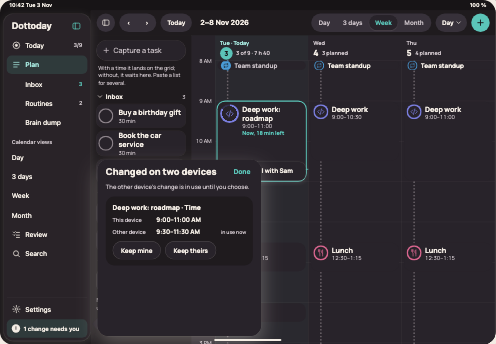 10:42 Tue 3 Nov
100 %
Dottoday
Today 3/9
Plan
Inbox 3
Routines 2
Brain dump
Calendar views
Day
3 days
Week
Month
Review
Search
Settings
1 change needs you
Today
2–8 Nov 2026
Day
3 days
Week
Month
Day
Capture a task
With a time it lands on the grid;
without, it waits here. Paste a list
for several.
Inbox 3
Buy a birthday gift
30 min
Book the car
service
30 min
Tue · Today
3 3 of 9 · 7 h 40
Wed
4 3 planned
Thu
5 4 planned
8 AM
Team standup
Team standup
Team standup
9 AM
Deep work:
roadmap
9:00–11:00
Now, 18 min left
Deep work
9:00–10:30
Deep work
9:00–11:00
10 AM
with Sam
Lunch
12:30–1:15
Lunch
12:30–1:15
Changed on two devices
Done
The other device's change is in use until you choose.
Deep work: roadmap · Time
This device 9:00–11:00 AM
Other device 9:30–11:30 AM in use now
Keep mine
Keep theirs